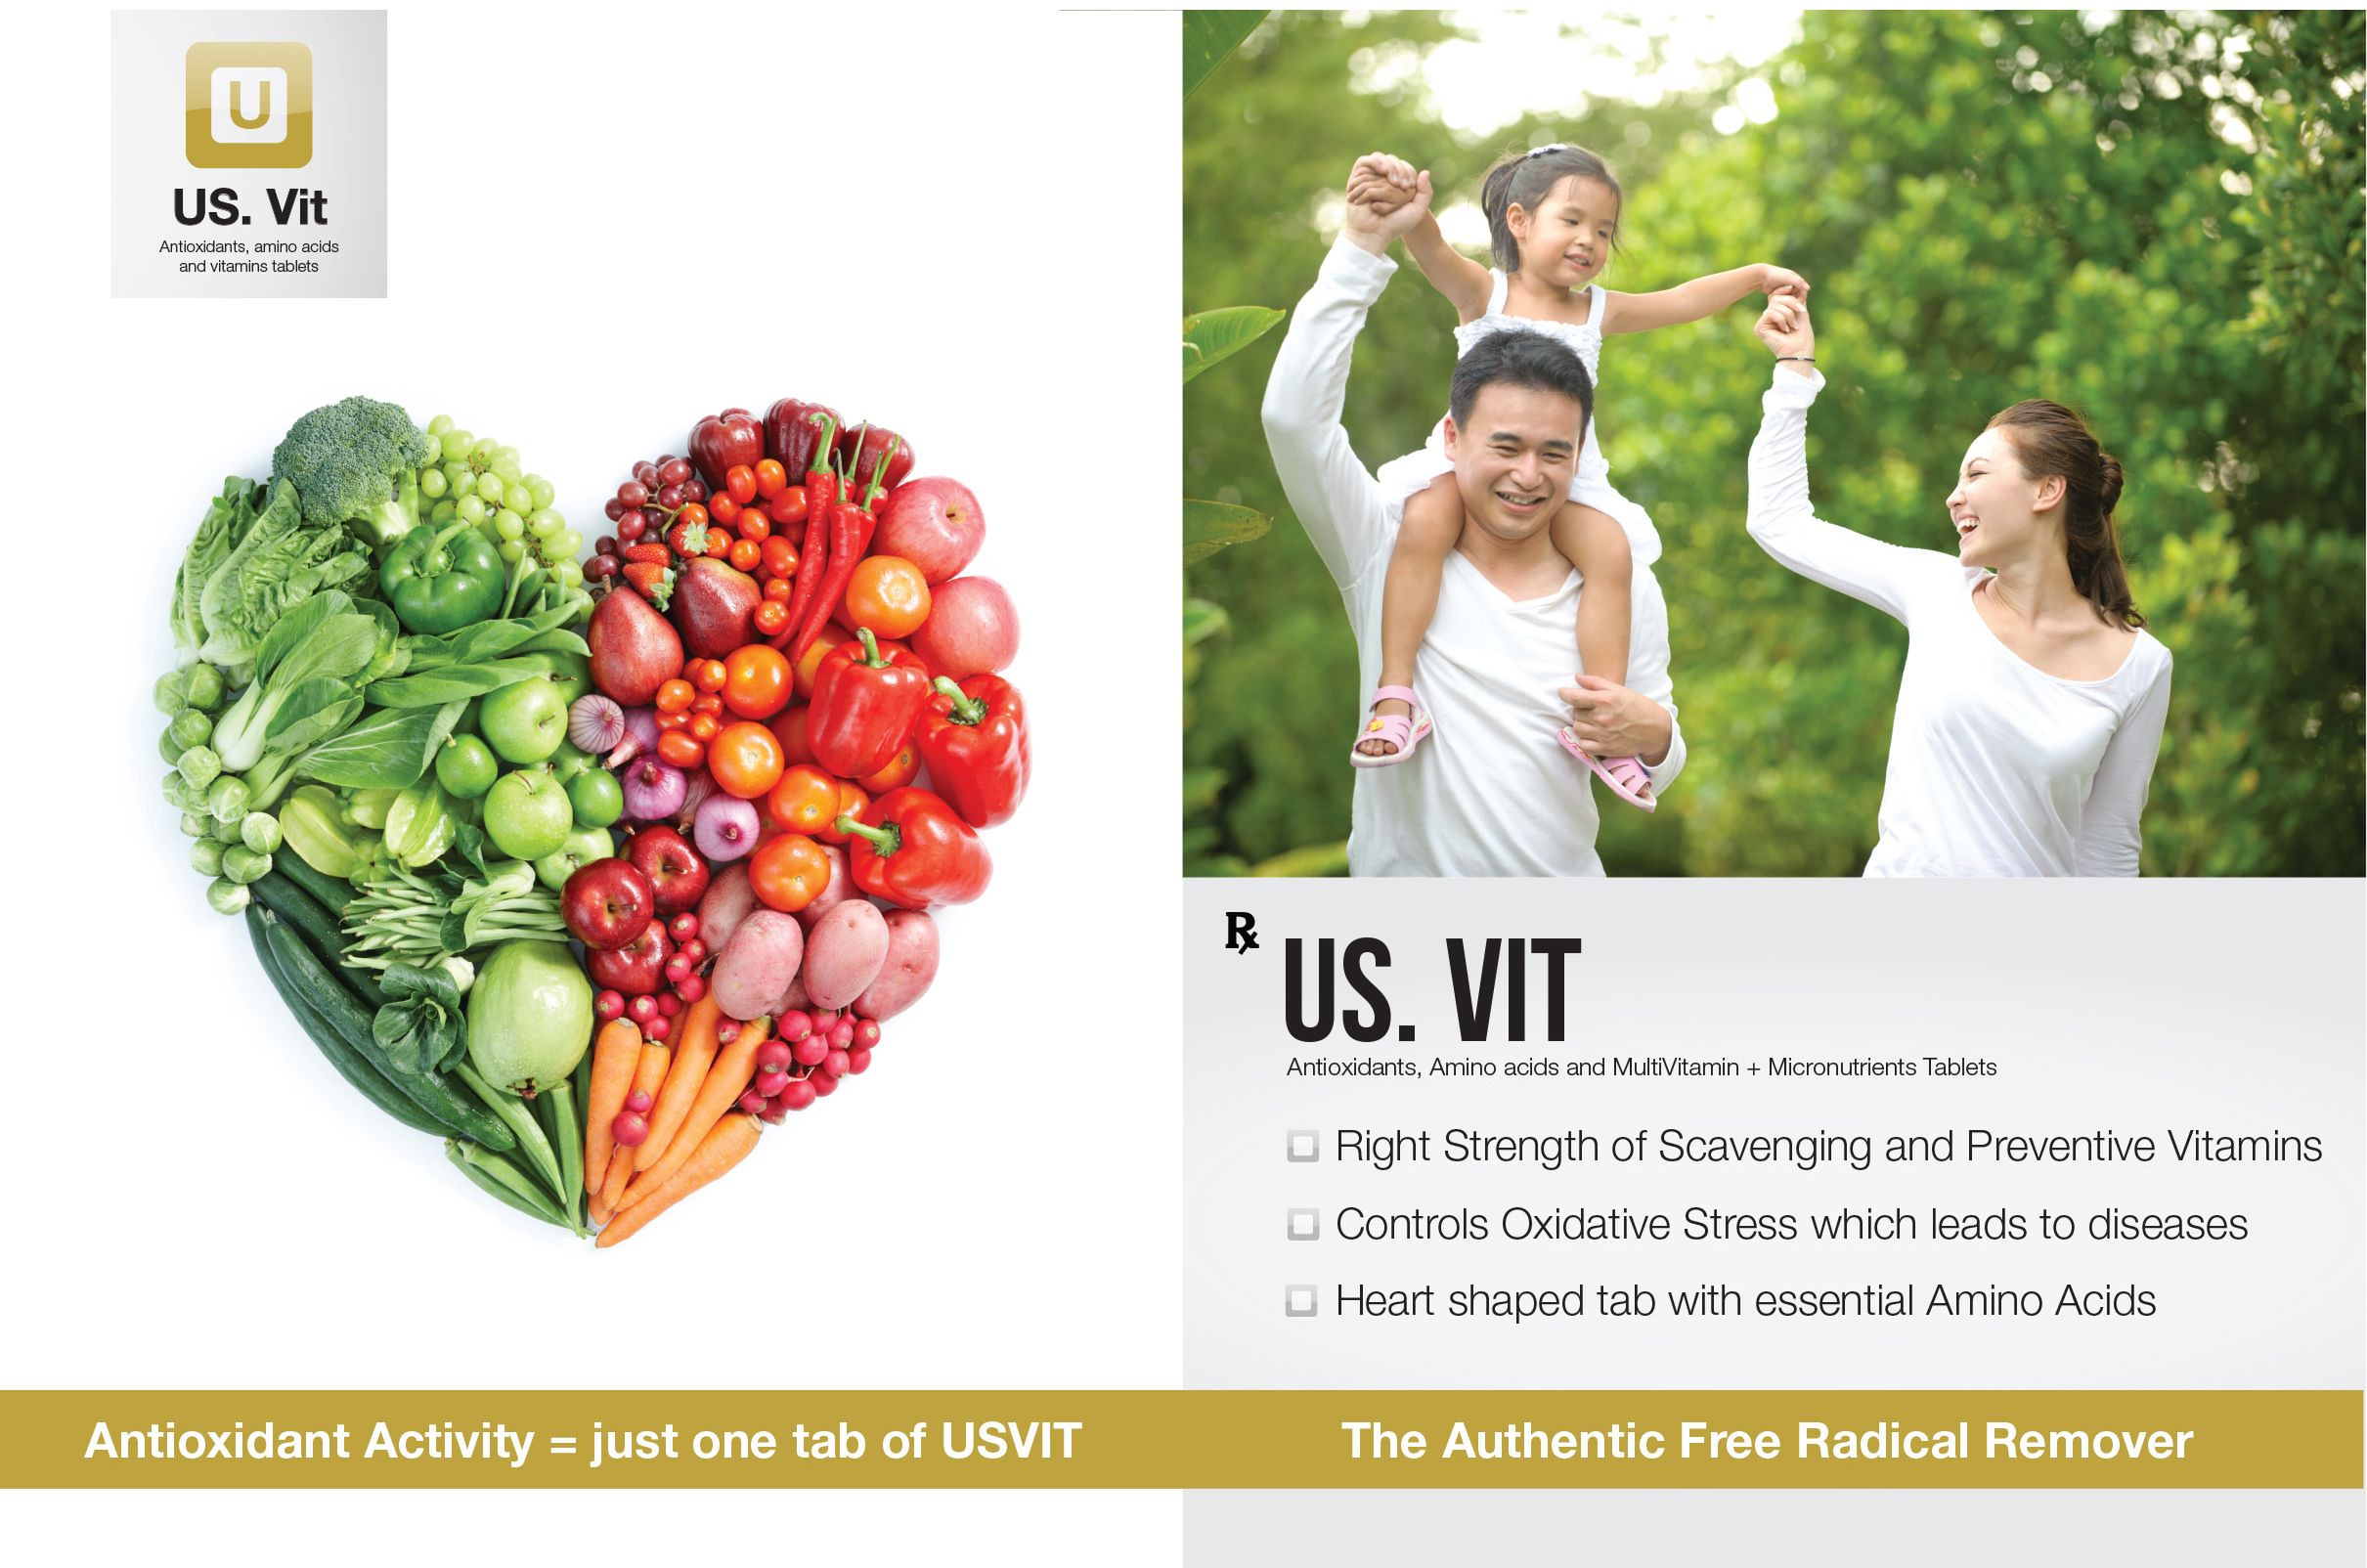 U
US. Vit
Antioxidants, amino acids
and vitamins tablets
℞
US. VIT
Antioxidants, Amino acids and MultiVitamin + Micronutrients Tablets
Right Strength of Scavenging and Preventive Vitamins
Controls Oxidative Stress which leads to diseases
Heart shaped tab with essential Amino Acids
Antioxidant Activity = just one tab of USVIT
The Authentic Free Radical Remover